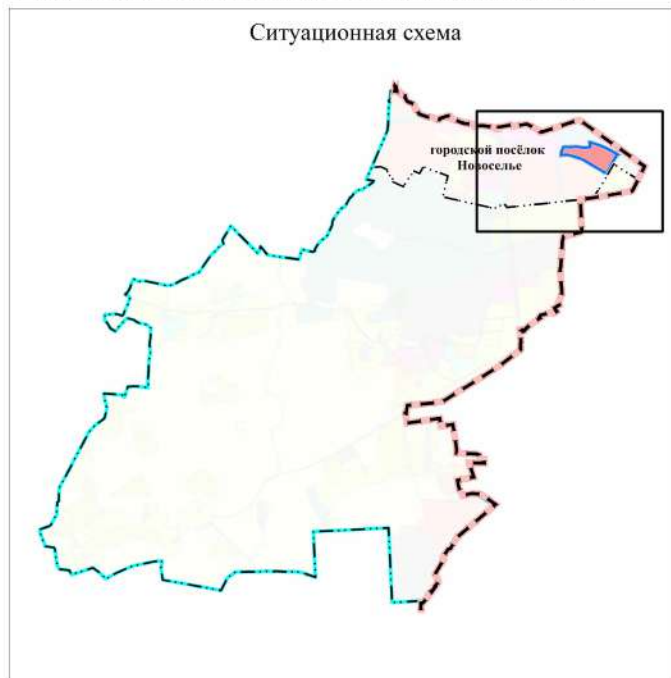 Ситуационная схема
городской посёлок
Новоселье